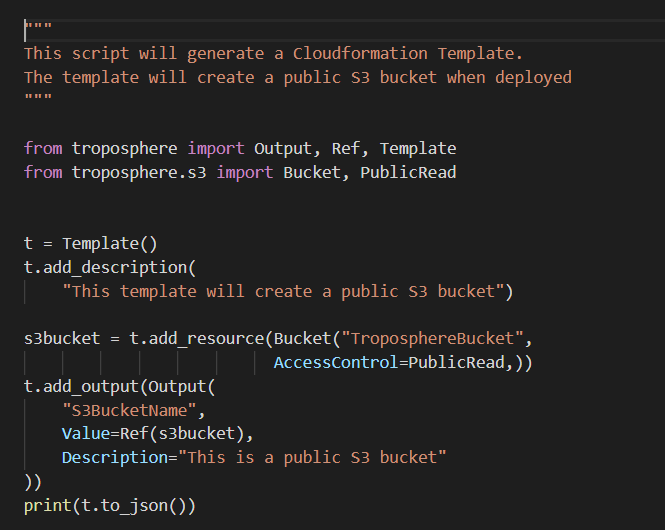 """
This script will generate a Cloudformation Template.
The template will create a public S3 bucket when deployed
"""
from troposphere import Output, Ref, Template
from troposphere.s3 import Bucket, PublicRead
t = Template()
t.add_description(
    "This template will create a public S3 bucket")
s3bucket = t.add_resource(Bucket("TroposphereBucket",
                          AccessControl=PublicRead,))
t.add_output(Output(
    "S3BucketName",
    Value=Ref(s3bucket),
    Description="This is a public S3 bucket"
))
print(t.to_json())